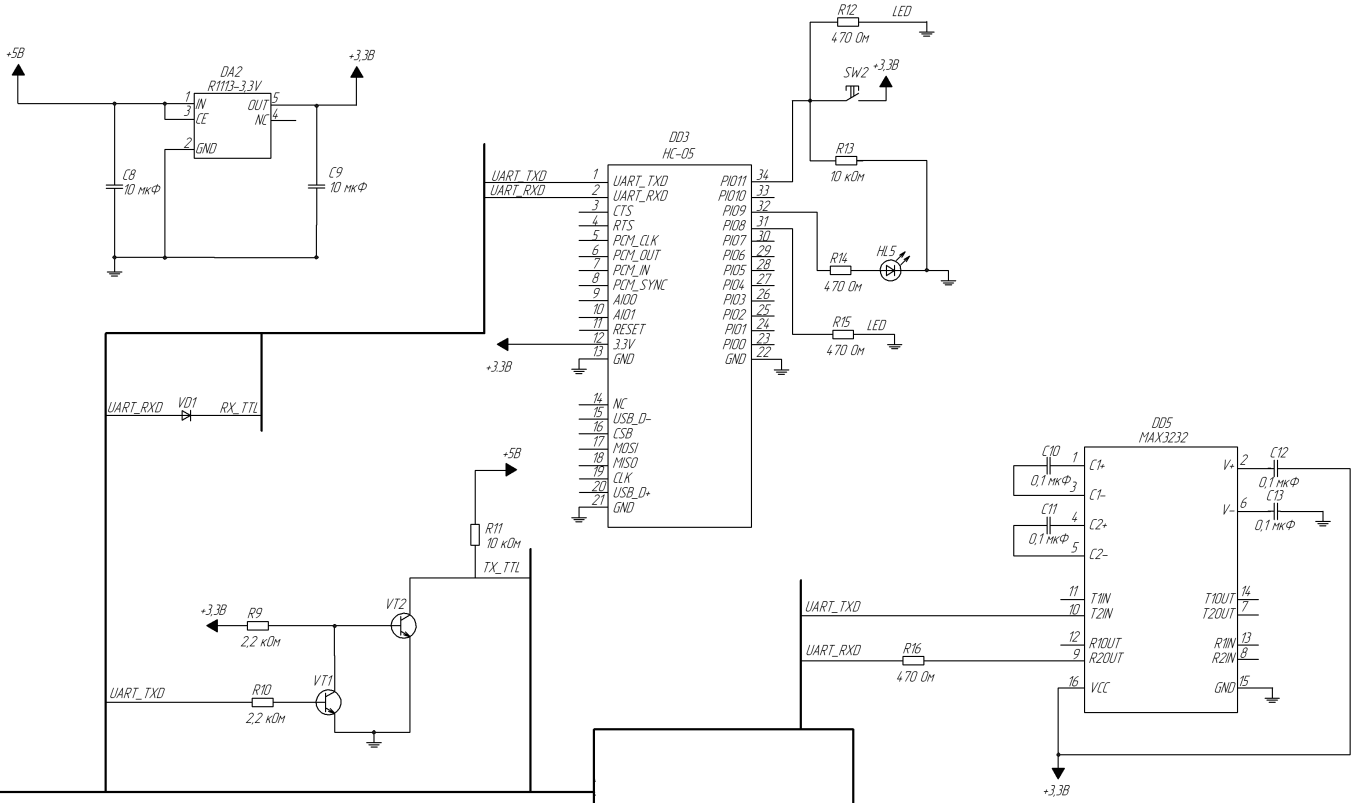 +5В
+3,3В
DA2
R1113-3,3V
1 IN
3 CE
2 GND
OUT 5
NC 4
C8
10 мкФ
C9
10 мкФ
R12
LED
470 Ом
SW2
+3,3В
R13
10 кОм
R14
470 Ом
HL5
R15
LED
470 Ом
DD3
HC-05
UART_TXD
UART_RXD
1 UART_TXD
2 UART_RXD
3 CTS
4 RTS
5 PCM_CLK
6 PCM_OUT
7 PCM_IN
8 PCM_SYNC
9 AIO0
10 AIO1
11 RESET
12 3.3V
13 GND
14 NC
15 USB_D-
16 CSB
17 MOSI
18 MISO
19 CLK
20 USB_D+
21 GND
PIO11 34
PIO10 33
PIO9 32
PIO8 31
PIO7 30
PIO6 29
PIO5 28
PIO4 27
PIO3 26
PIO2 25
PIO1 24
PIO0 23
GND 22
+3.3В
UART_RXD
VD1
RX_TTL
+5В
R11
10 кОм
TX_TTL
VT2
+3,3В
R9
2,2 кОм
VT1
UART_TXD
R10
2,2 кОм
DD5
MAX3232
C10
0,1 мкФ
C11
0,1 мкФ
1 C1+
3 C1-
4 C2+
5 C2-
11 T1IN
10 T2IN
12 R1OUT
9 R2OUT
16 VCC
V+ 2
V- 6
T1OUT 14
T2OUT 7
R1IN 13
R2IN 8
GND 15
C12
0,1 мкФ
C13
0,1 мкФ
UART_TXD
UART_RXD
R16
470 Ом
+3,3В